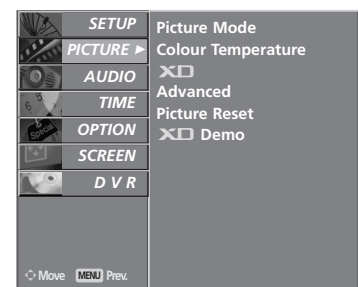 SETUP
PICTURE ►
AUDIO
TIME
OPTION
SCREEN
D V R
Move MENU Prev.
Picture Mode
Colour Temperature
XD
Advanced
Picture Reset
XD Demo